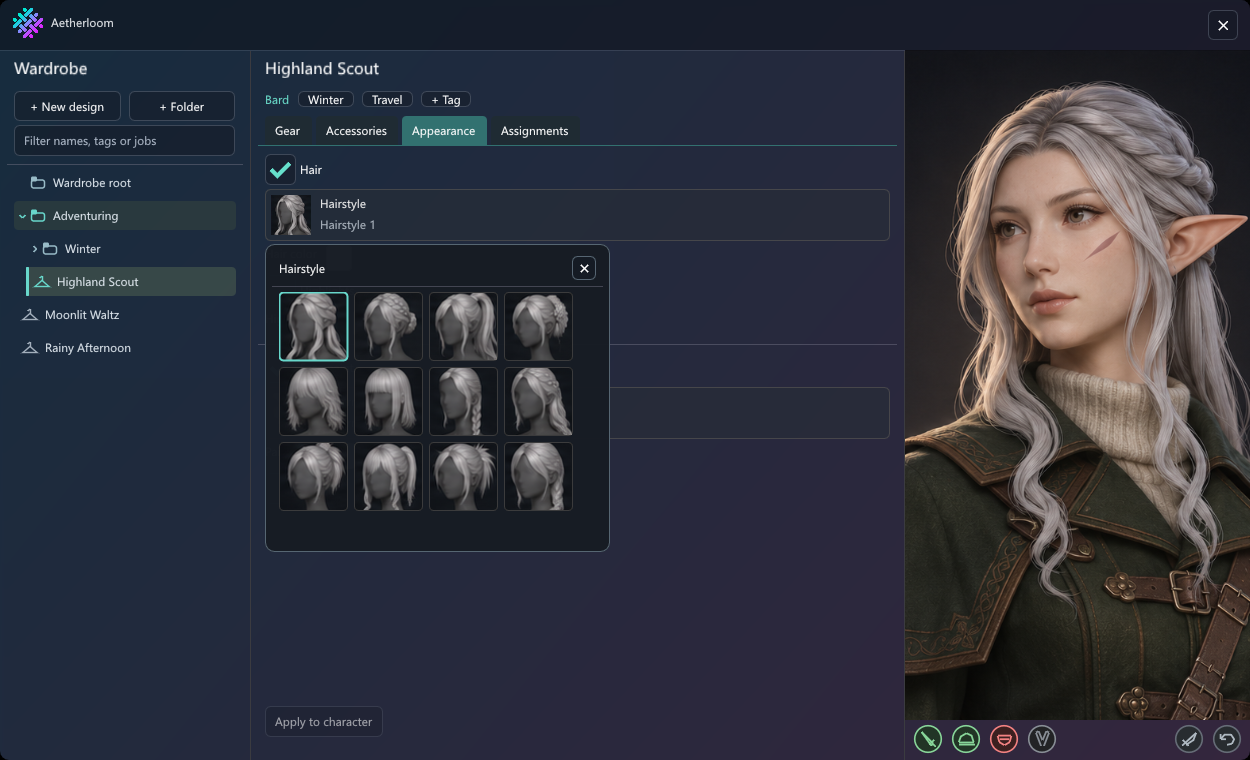 Aetherloom
Wardrobe
+ New design
+ Folder
Filter names, tags or jobs
Wardrobe root
Adventuring
Winter
Highland Scout
Moonlit Waltz
Rainy Afternoon
Highland Scout
Bard Winter Travel + Tag
Gear Accessories Appearance Assignments
Hair
Hairstyle
Hairstyle 1
Hairstyle
Apply to character